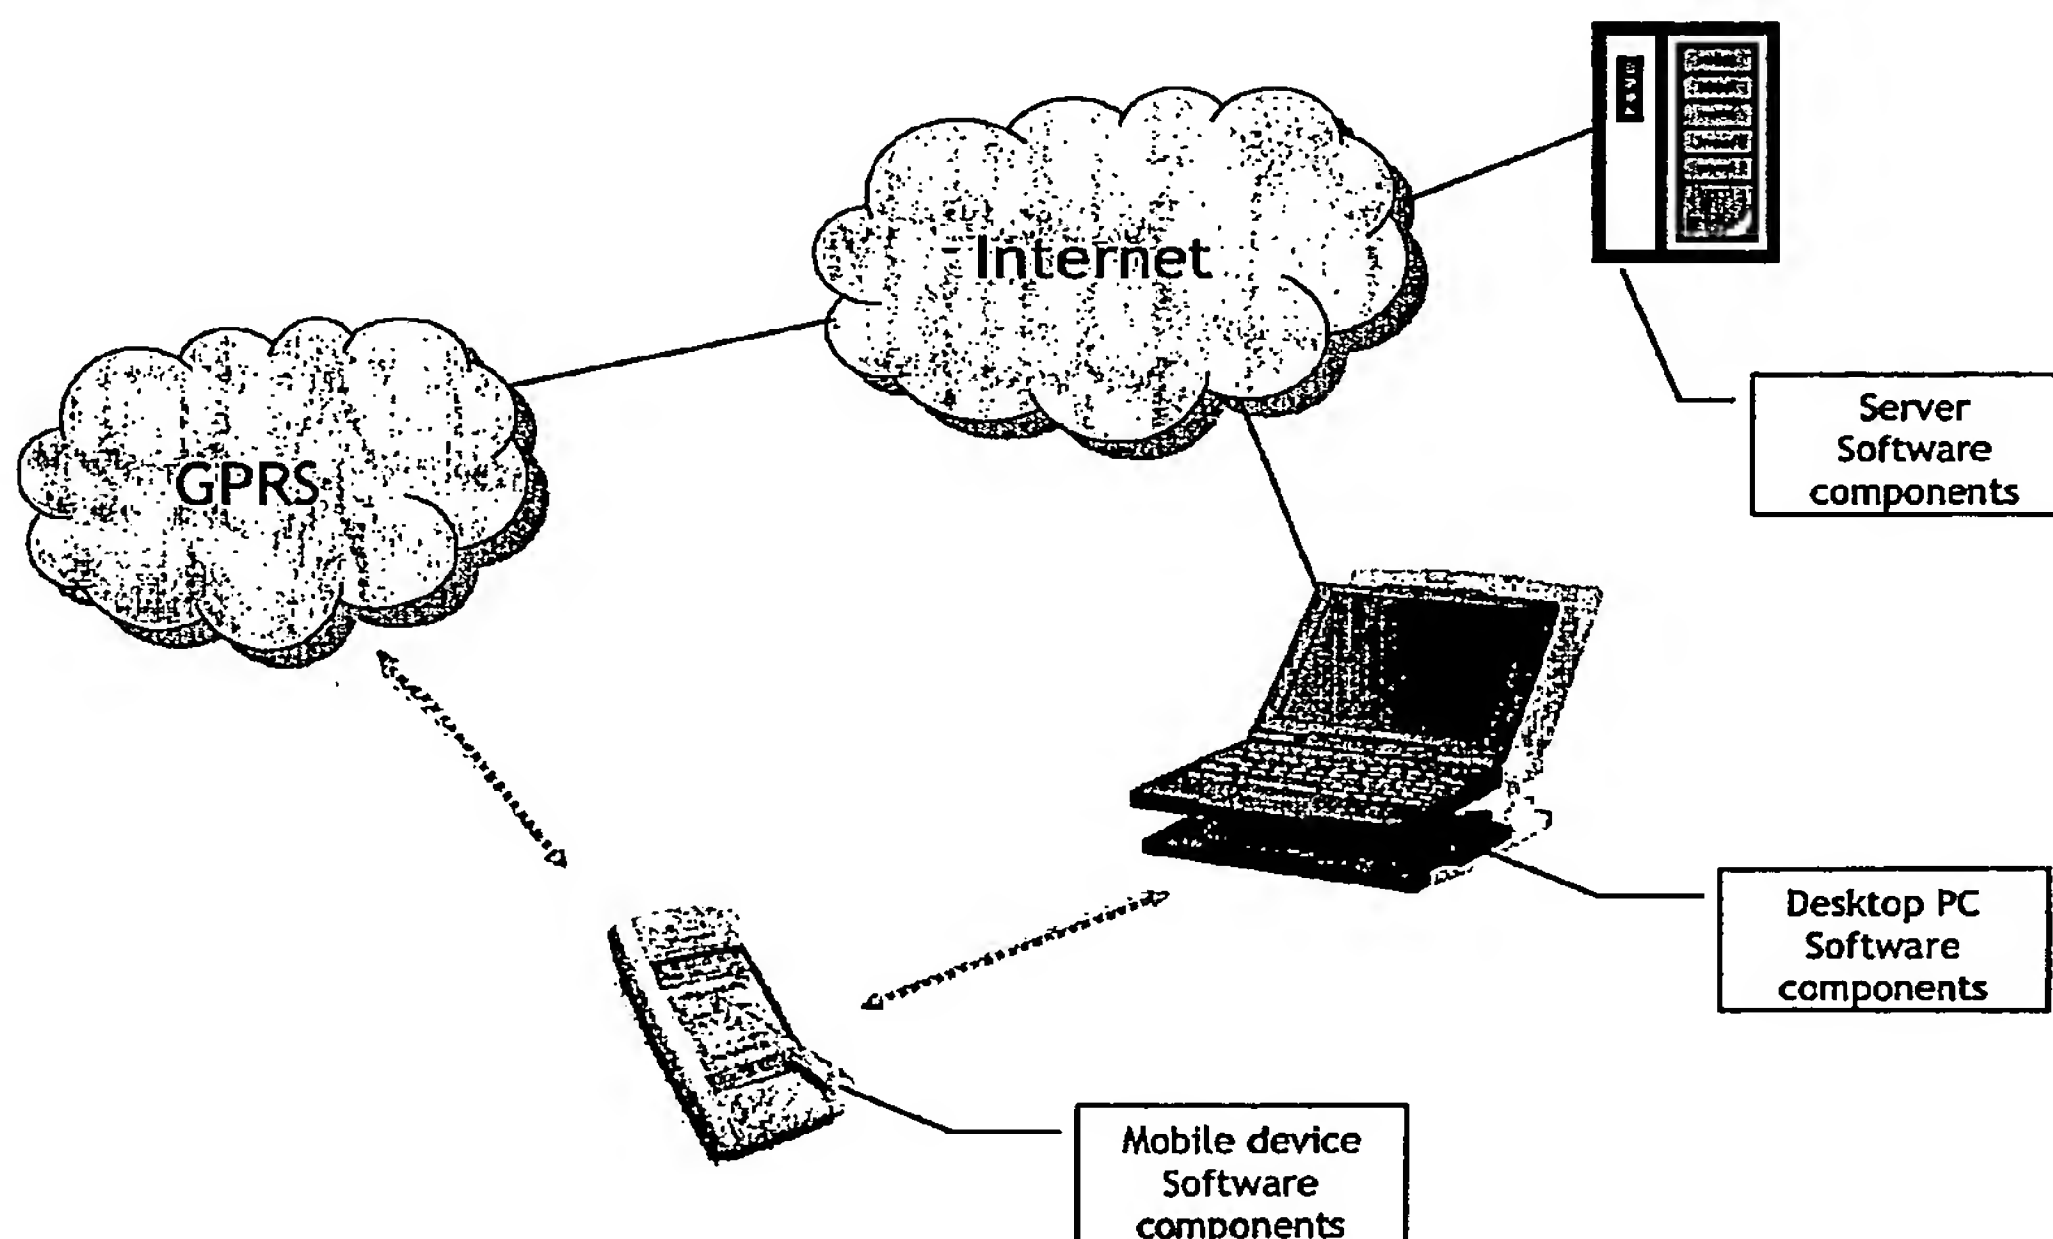 Internet
GPRS
Server
Software
components
Desktop PC
Software
components
Mobile device
Software
components